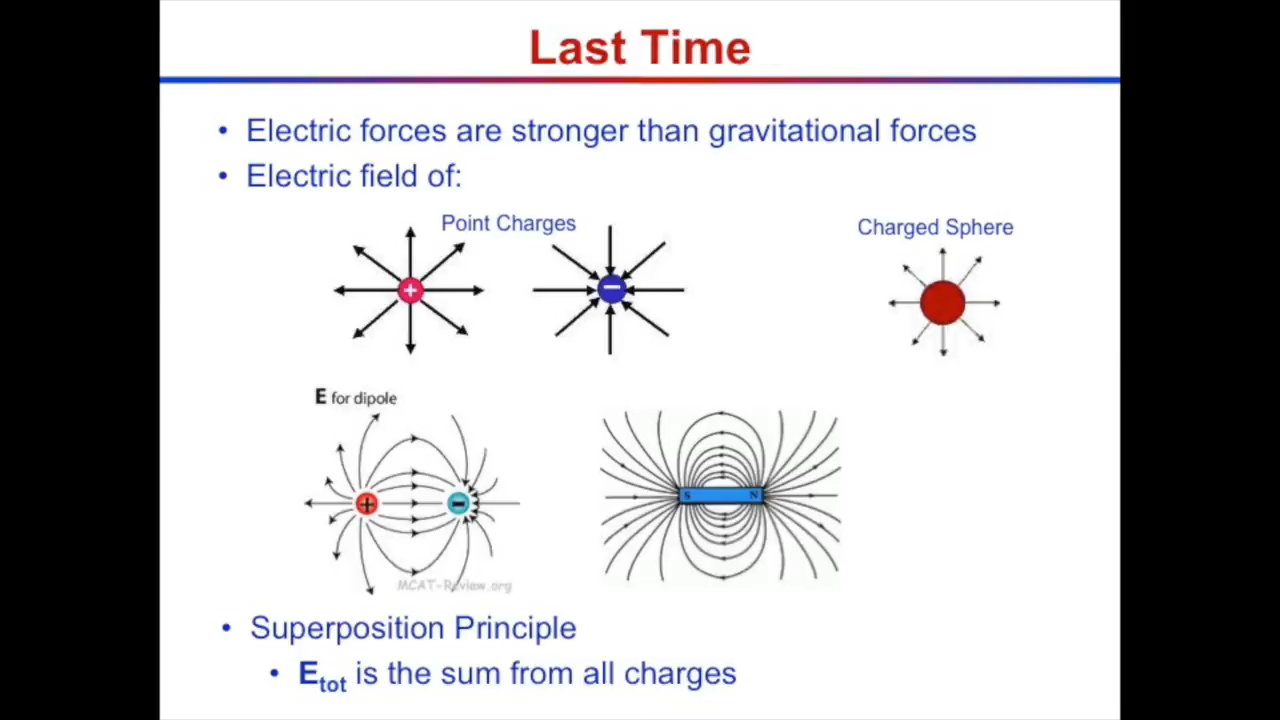 Last Time
• Electric forces are stronger than gravitational forces
• Electric field of:
Point Charges
Charged Sphere
+
−
E for dipole
+
−
S N
MCAT-Review.org
• Superposition Principle
• Etot is the sum from all charges